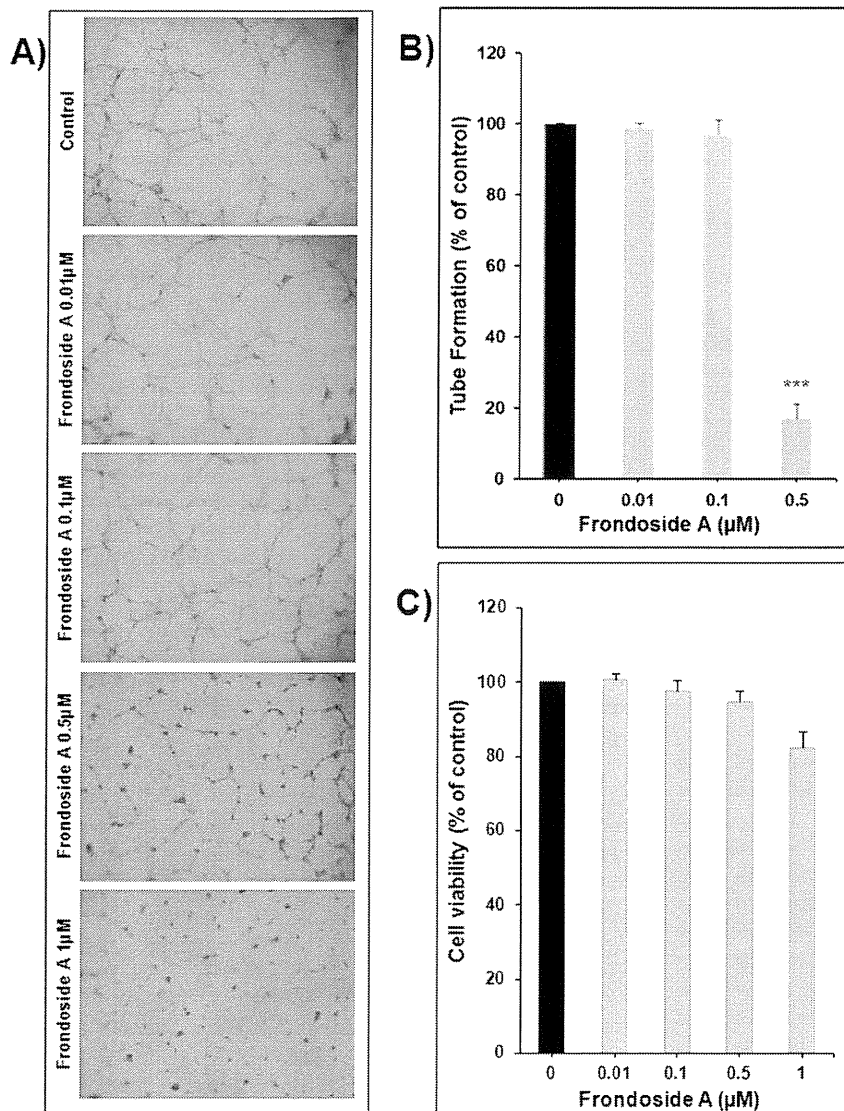 A)
Control
Frondoside A 0.01µM
Frondoside A 0.1µM
Frondoside A 0.5µM
Frondoside A 1µM
B)
Tube Formation (% of control)
120
100
80
60
40
20
0
***
0 0.01 0.1 0.5
Frondoside A (µM)
C)
Cell viability (% of control)
120
100
80
60
40
20
0
0 0.01 0.1 0.5 1
Frondoside A (µM)